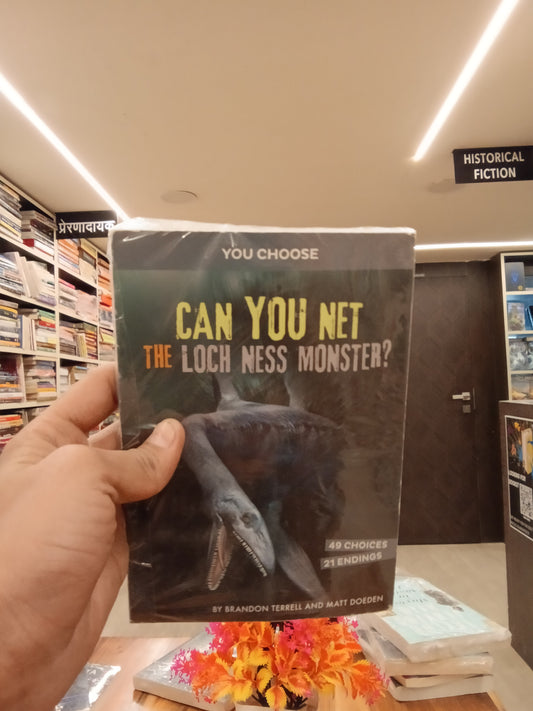 HISTORICAL
FICTION
प्रेरणादायक
YOU CHOOSE
CAN YOU NET
THE LOCH NESS MONSTER?
49 CHOICES
21 ENDINGS
BY BRANDON TERRELL AND MATT DOEDEN